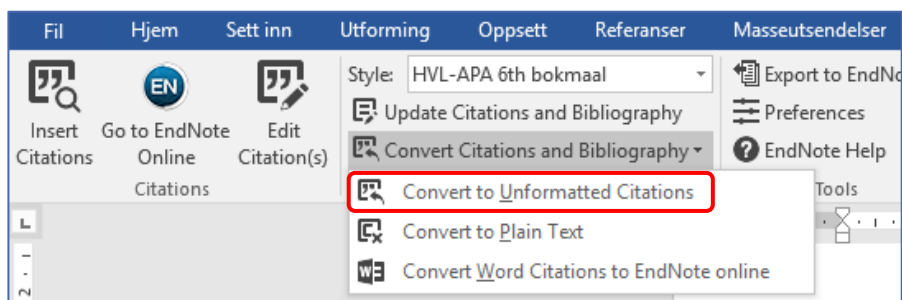 Fil Hjem Sett inn Utforming Oppsett Referanser Masseutsendelser
Insert
Citations
EN
Go to EndNote
Online
Edit
Citation(s)
Citations
Style: HVL-APA 6th bokmaal
Update Citations and Bibliography
Convert Citations and Bibliography
Convert to Unformatted Citations
Convert to Plain Text
Convert Word Citations to EndNote online
Export to EndNo
Preferences
EndNote Help
Tools
L
1
2